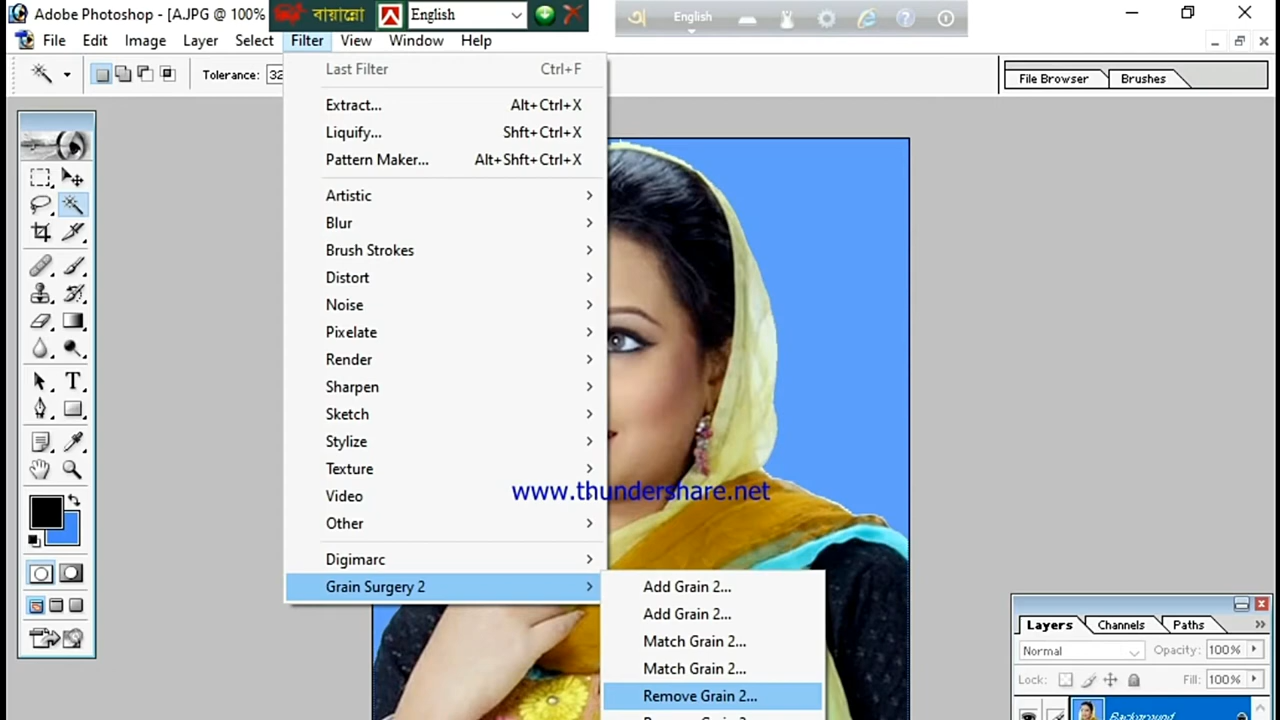 Adobe Photoshop - [A.JPG @ 100%
বায়ান্নো
English
English
File Edit Image Layer Select Filter View Window Help
Tolerance: 32
File Browser Brushes
Last Filter Ctrl+F
Extract... Alt+Ctrl+X
Liquify... Shft+Ctrl+X
Pattern Maker... Alt+Shft+Ctrl+X
Artistic
Blur
Brush Strokes
Distort
Noise
Pixelate
Render
Sharpen
Sketch
Stylize
Texture
Video
Other
Digimarc
Grain Surgery 2
www.thundershare.net
Add Grain 2...
Add Grain 2...
Match Grain 2...
Match Grain 2...
Remove Grain 2...
Layers Channels Paths
Normal Opacity: 100%
Lock: Fill: 100%
Background